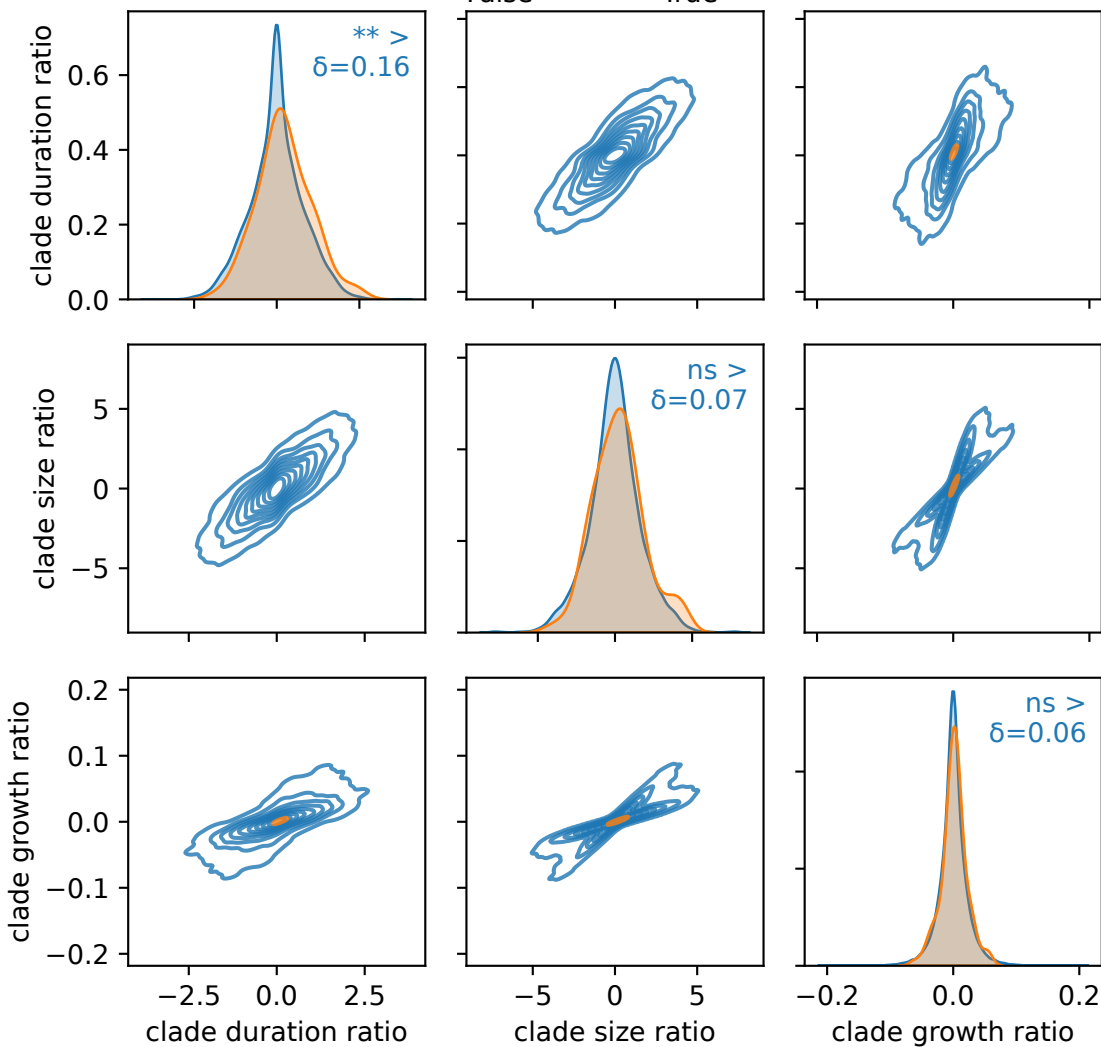 clade duration ratio
0.6
0.4
0.2
0.0
** >
δ=0.16
clade size ratio
5
0
−5
ns >
δ=0.07
clade growth ratio
0.2
0.1
0.0
−0.1
−0.2
ns >
δ=0.06
−2.5 0.0 2.5
−5 0 5
−0.2 0.0 0.2
clade duration ratio
clade size ratio
clade growth ratio